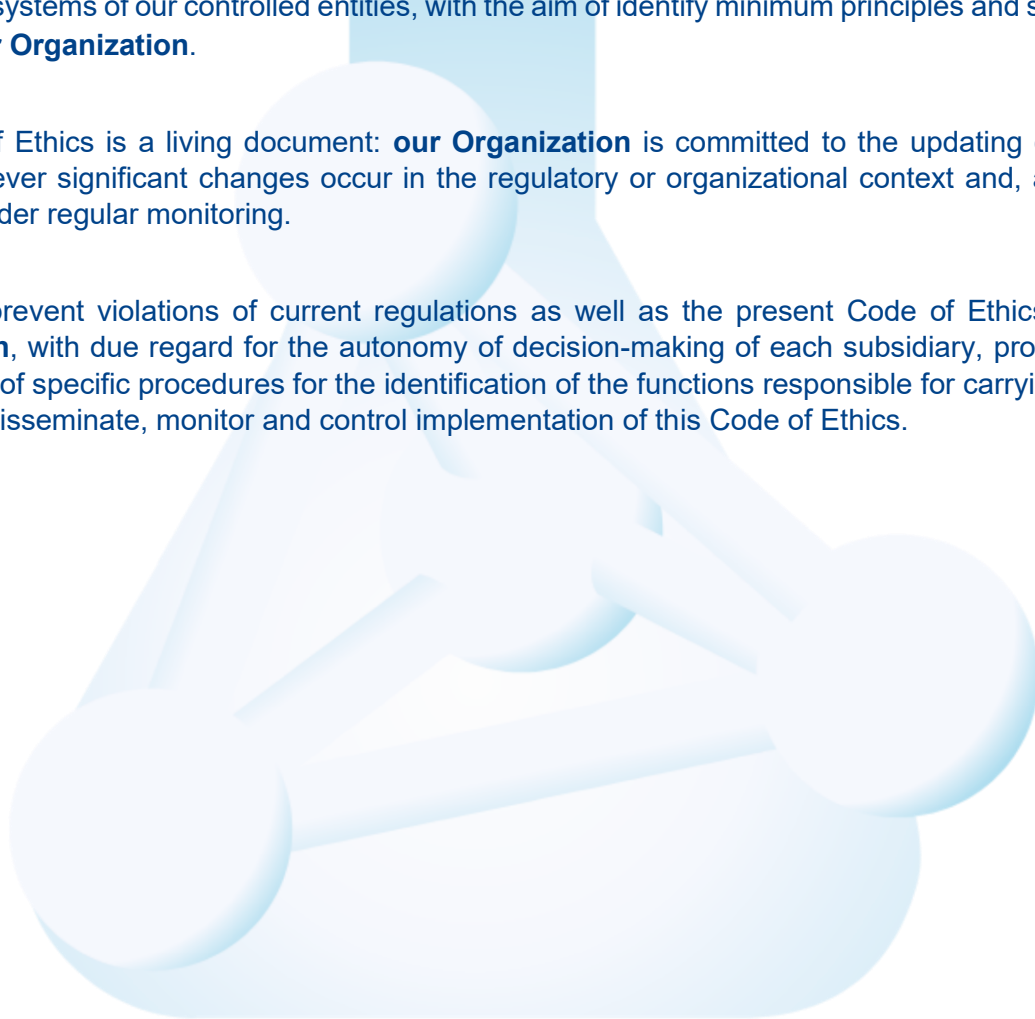 systems of our controlled entities, with the aim of identify minimum principles and s
r Organization.
f Ethics is a living document: our Organization is committed to the updating
ever significant changes occur in the regulatory or organizational context and,
der regular monitoring.
prevent violations of current regulations as well as the present Code of Ethics
n, with due regard for the autonomy of decision-making of each subsidiary, pro
of specific procedures for the identification of the functions responsible for carryi
isseminate, monitor and control implementation of this Code of Ethics.